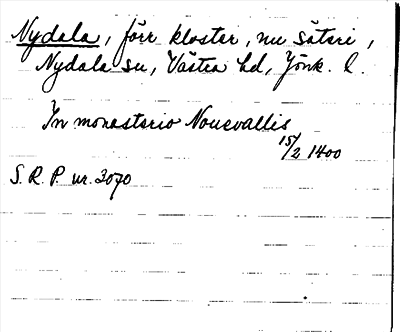 Nydala, förr kloster, nu säteri,
Nydala sn, Västra hd, Jönk. l.
In monasterio Nouevallis
15/2 1400
S. R. P. nr. 3070